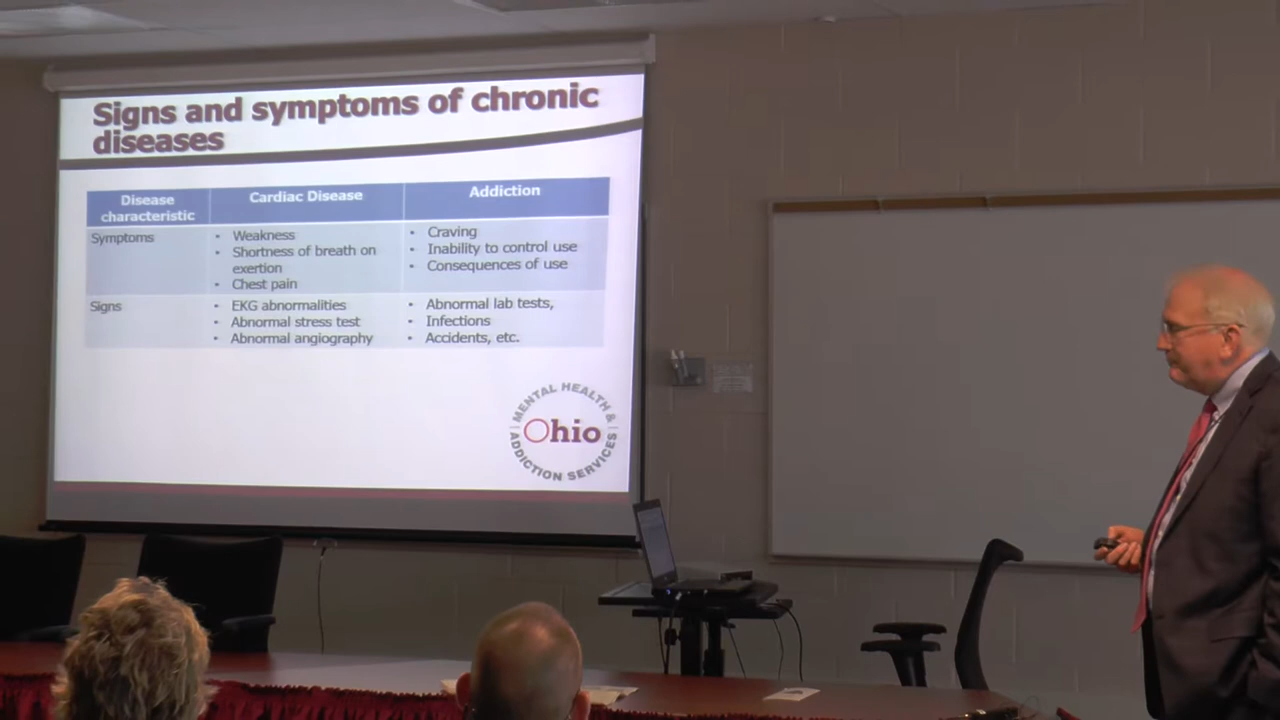 Signs and symptoms of chronic
diseases
Disease
characteristic
Cardiac Disease
Addiction
Symptoms
• Weakness
• Shortness of breath on
exertion
• Chest pain
• Craving
• Inability to control use
• Consequences of use
Signs
• EKG abnormalities
• Abnormal stress test
• Abnormal angiography
• Abnormal lab tests,
• Infections
• Accidents, etc.
MENTAL HEALTH &
Ohio
ADDICTION SERVICES